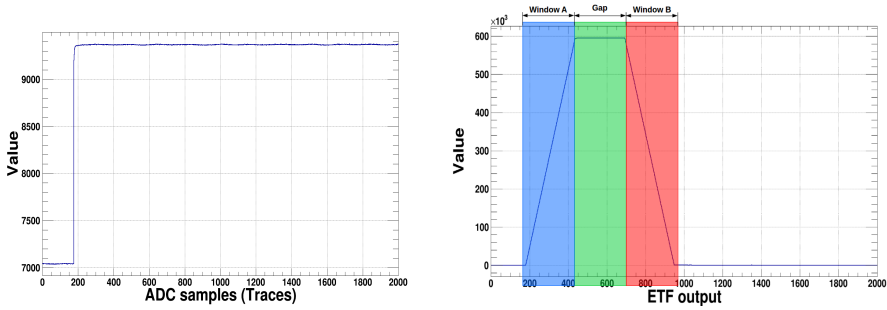 9000
8500
8000
7500
7000
Value
0 200 400 600 800 1000 1200 1400 1600 1800 2000
ADC samples (Traces)
Window A
Gap
Window B
×10³
600
500
400
300
200
100
0
Value
0 200 400 600 800 1000 1200 1400 1600 1800 2000
ETF output